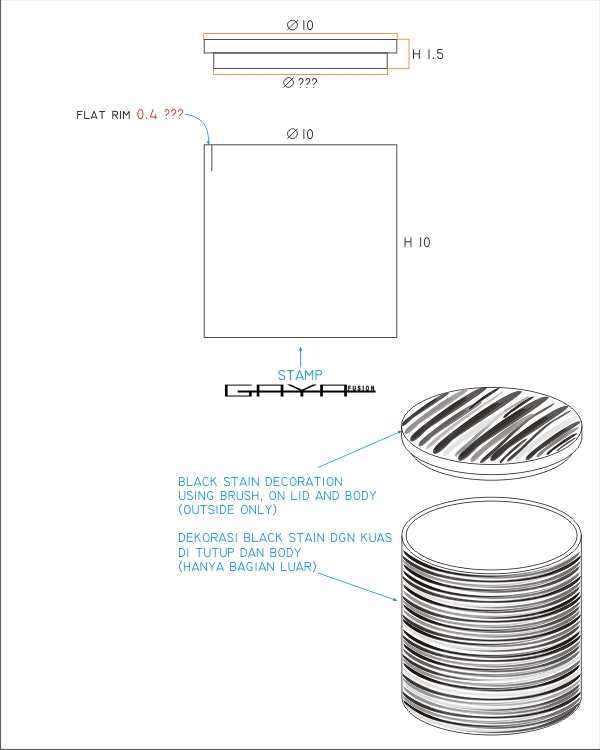 Ø 10
H 1.5
Ø ???
FLAT RIM 0.4 ???
Ø 10
H 10
STAMP
FUSION
BLACK STAIN DECORATION
USING BRUSH, ON LID AND BODY
(OUTSIDE ONLY)
DEKORASI BLACK STAIN DGN KUAS
DI TUTUP DAN BODY
(HANYA BAGIAN LUAR)